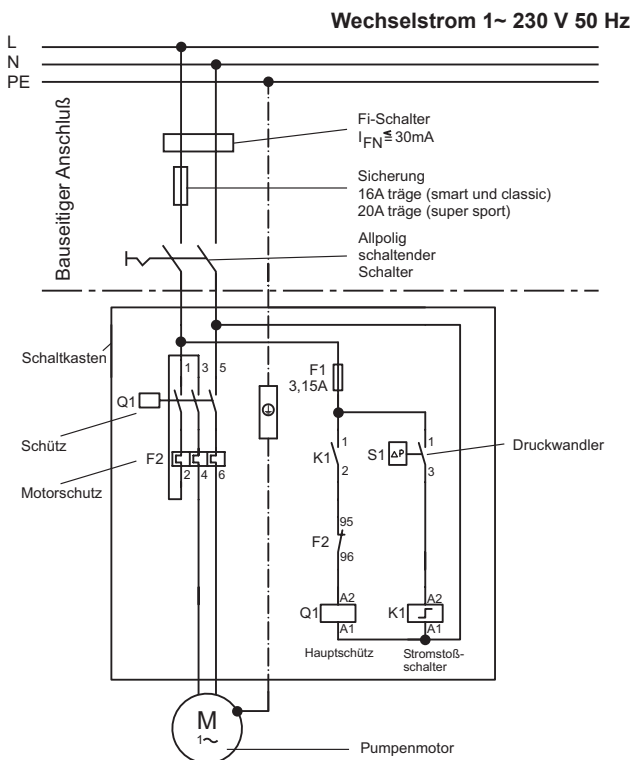 Wechselstrom 1~ 230 V 50 Hz
L
N
PE
Bauseitiger Anschluß
Fi-Schalter
I FN ≦ 30mA
Sicherung
16A träge (smart und classic)
20A träge (super sport)
Allpolig
schaltender
Schalter
Schaltkasten
1 3 5
F1
3,15A
Q1
Schütz
K1
1
2
S1
ΔP
1
3
Druckwandler
F2
2 4 6
Motorschutz
F2
95
96
Q1
A2
A1
K1
A2
A1
Hauptschütz
Stromstoß-
schalter
M
1~
Pumpenmotor